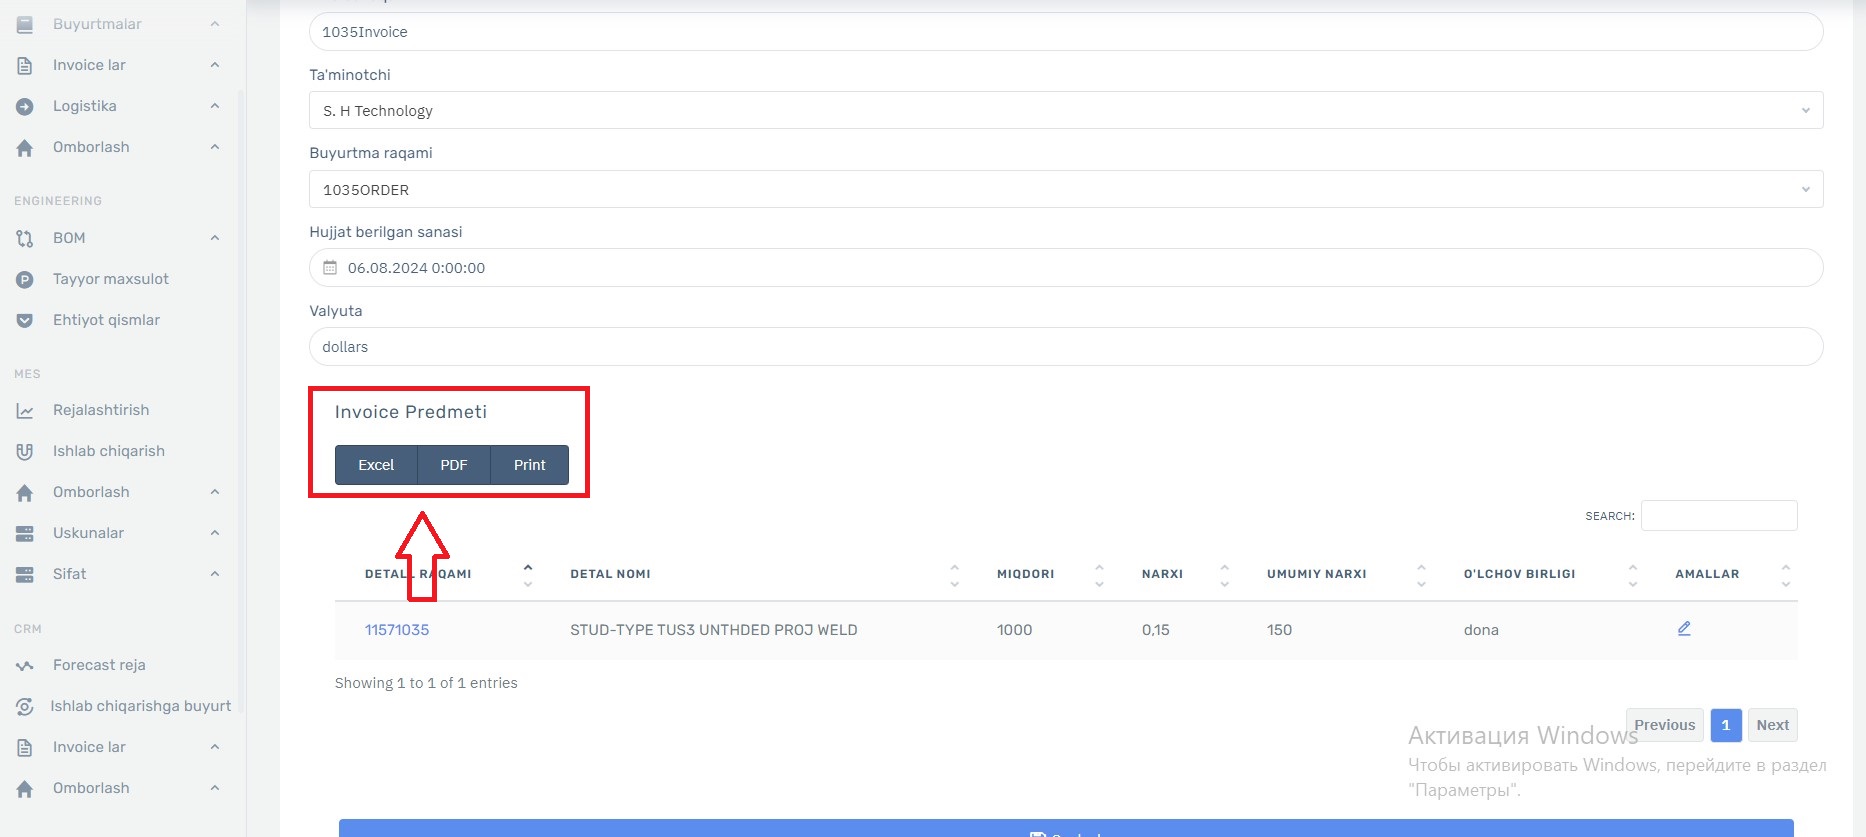 Buyurtmalar
Invoice lar
Logistika
Omborlash
ENGINEERING
BOM
Tayyor maxsulot
Ehtiyot qismlar
MES
Rejalashtirish
Ishlab chiqarish
Omborlash
Uskunalar
Sifat
CRM
Forecast reja
Ishlab chiqarishga buyurt
Invoice lar
Omborlash
1035Invoice
Ta'minotchi
S. H Technology
Buyurtma raqami
1035ORDER
Hujjat berilgan sanasi
06.08.2024 0:00:00
Valyuta
dollars
Invoice Predmeti
Excel PDF Print
SEARCH:
DETALL RAQAMI DETAL NOMI MIQDORI NARXI UMUMIY NARXI O'LCHOV BIRLIGI AMALLAR
11571035 STUD-TYPE TUS3 UNTHDED PROJ WELD 1000 0,15 150 dona
Showing 1 to 1 of 1 entries
Previous 1 Next
Активация Windows
Чтобы активировать Windows, перейдите в раздел
"Параметры".